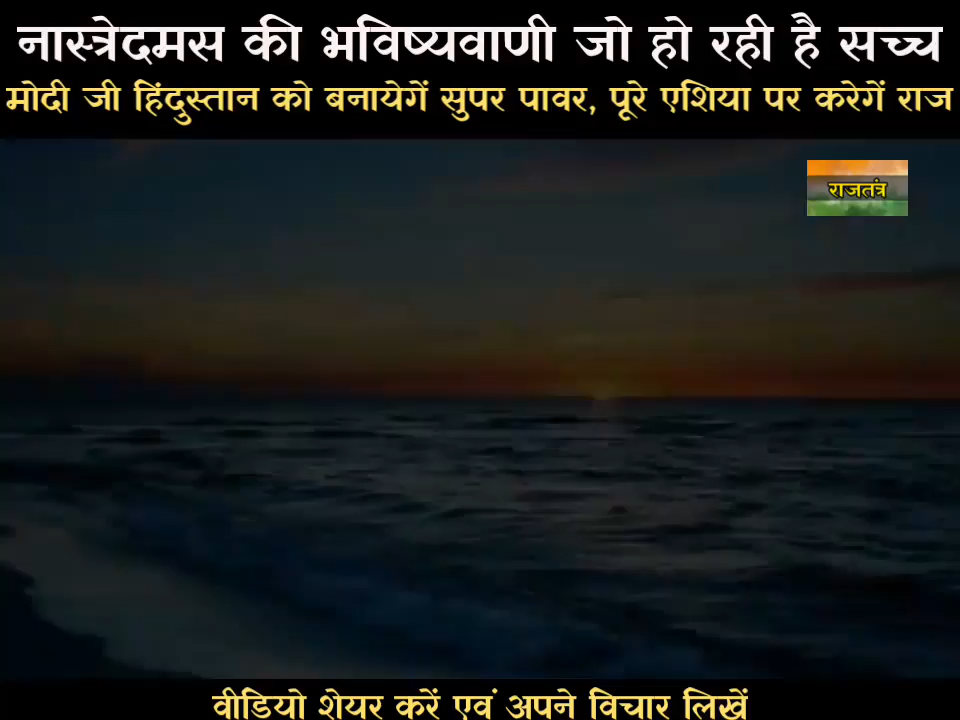 नास्त्रेदमस की भविष्यवाणी जो हो रही है सच्च
मोदी जी हिंदुस्तान को बनायेगें सुपर पावर, पूरे एशिया पर करेगें राज
राजतंत्र
वीडियो शेयर करें एवं अपने विचार लिखें